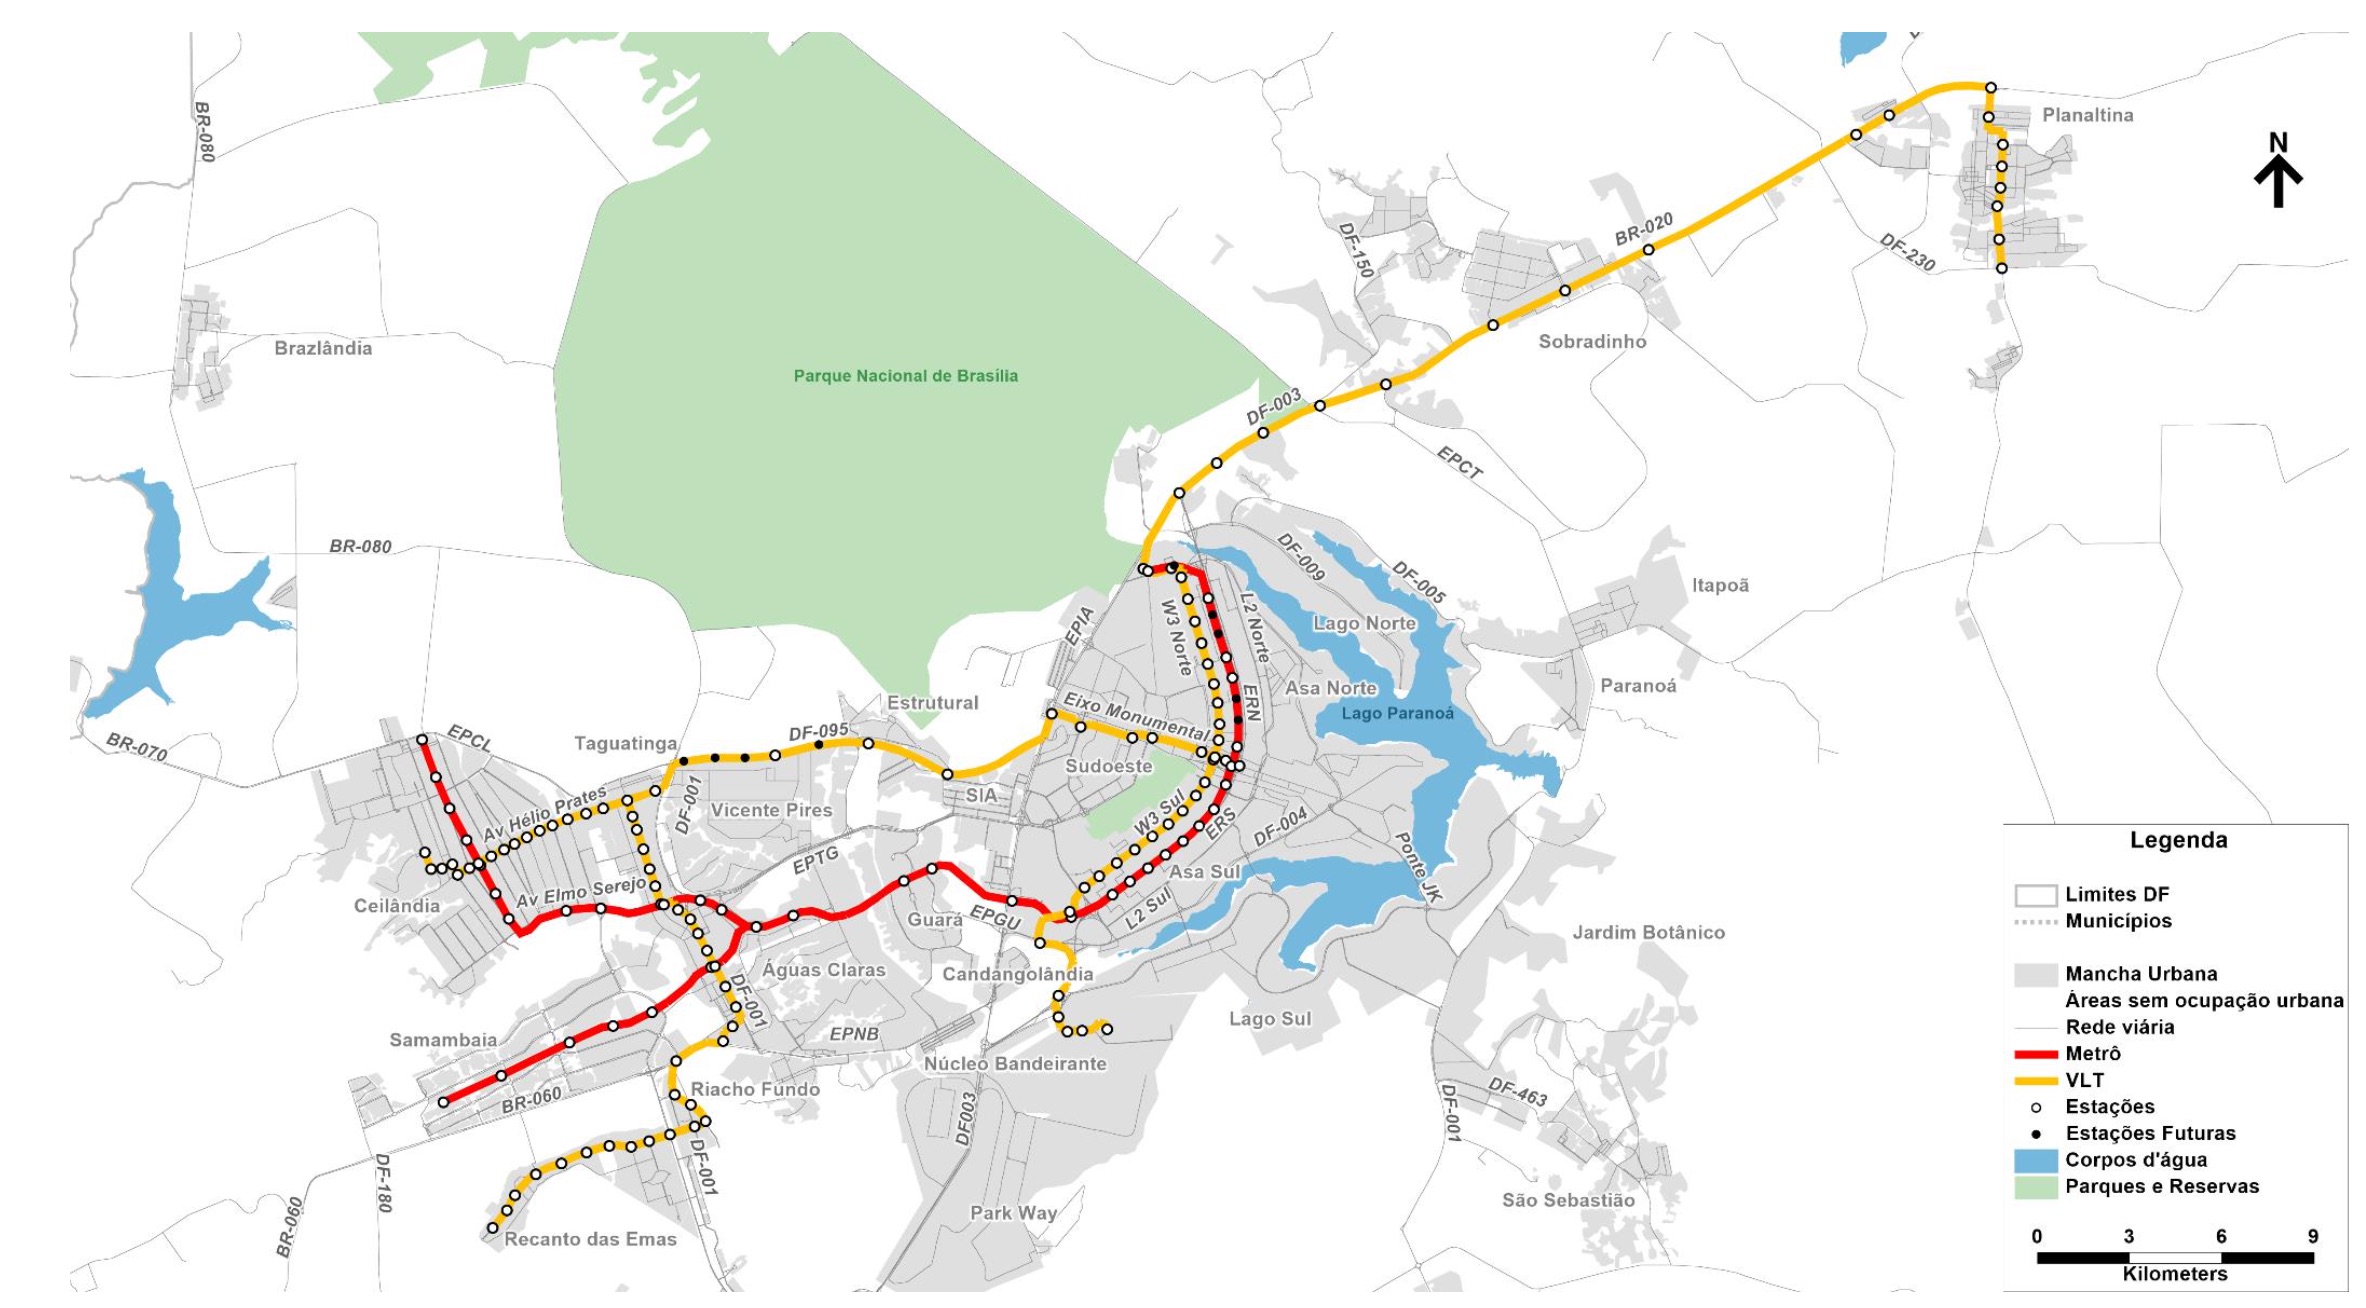 BR-080
Planaltina
N
DF-150
BR-020
DF-230
Brazlândia
Sobradinho
Parque Nacional de Brasília
DF-003
EPCT
BR-080
DF-009
DF-005
Itapoã
EPIA
W3 Norte
L2 Norte
Lago Norte
Estrutural
Eixo Monumental
ERN
Asa Norte
Paranoá
Lago Paranoá
BR-070
EPCL
Taguatinga
DF-095
Sudoeste
SIA
Av Hélio Prates
DF-001
Vicente Pires
W3 Sul
ERS
DF-004
EPTG
Ponte JK
Asa Sul
Av Elmo Serejo
Ceilândia
Guará
EPGU
L2 Sul
Jardim Botânico
Águas Claras
Candangolândia
DF-001
Lago Sul
Samambaia
EPNB
Núcleo Bandeirante
BR-060
Riacho Fundo
DF003
DF-463
DF-001
DF-180
DF-001
BR-060
Recanto das Emas
Park Way
São Sebastião
Legenda
Limites DF
Municípios
Mancha Urbana
Áreas sem ocupação urbana
Rede viária
Metrô
VLT
Estações
Estações Futuras
Corpos d'água
Parques e Reservas
0 3 6 9
Kilometers